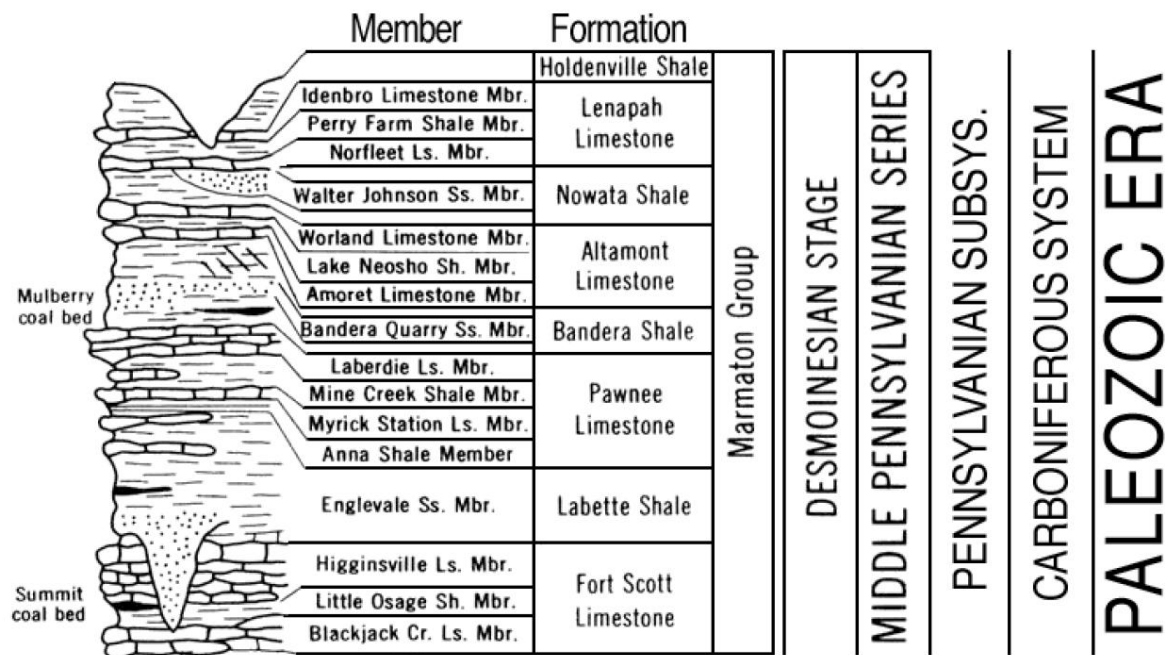 Member Formation
Holdenville Shale
Idenbro Limestone Mbr.
Perry Farm Shale Mbr.
Norfleet Ls. Mbr.
Lenapah
Limestone
Walter Johnson Ss. Mbr.
Nowata Shale
Worland Limestone Mbr.
Lake Neosho Sh. Mbr.
Amoret Limestone Mbr.
Altamont
Limestone
Mulberry
coal bed
Bandera Quarry Ss. Mbr.
Bandera Shale
Laberdie Ls. Mbr.
Mine Creek Shale Mbr.
Myrick Station Ls. Mbr.
Anna Shale Member
Pawnee
Limestone
Englevale Ss. Mbr.
Labette Shale
Higginsville Ls. Mbr.
Little Osage Sh. Mbr.
Blackjack Cr. Ls. Mbr.
Fort Scott
Limestone
Summit
coal bed
Marmaton Group
DESMOINESIAN STAGE
MIDDLE PENNSYLVANIAN SERIES
PENNSYLVANIAN SUBSYS.
CARBONIFEROUS SYSTEM
PALEOZOIC ERA